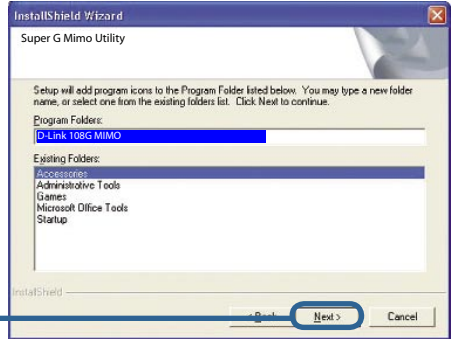 InstallShield Wizard
Super G Mimo Utility
Setup will add program icons to the Program Folder listed below. You may type a new folder
name, or select one from the existing folders list. Click Next to continue.
Program Folders:
D-Link 108G MIMO
Existing Folders:
Accessories
Administrative Tools
Games
Microsoft Office Tools
Startup
InstallShield
< Back
Next >
Cancel